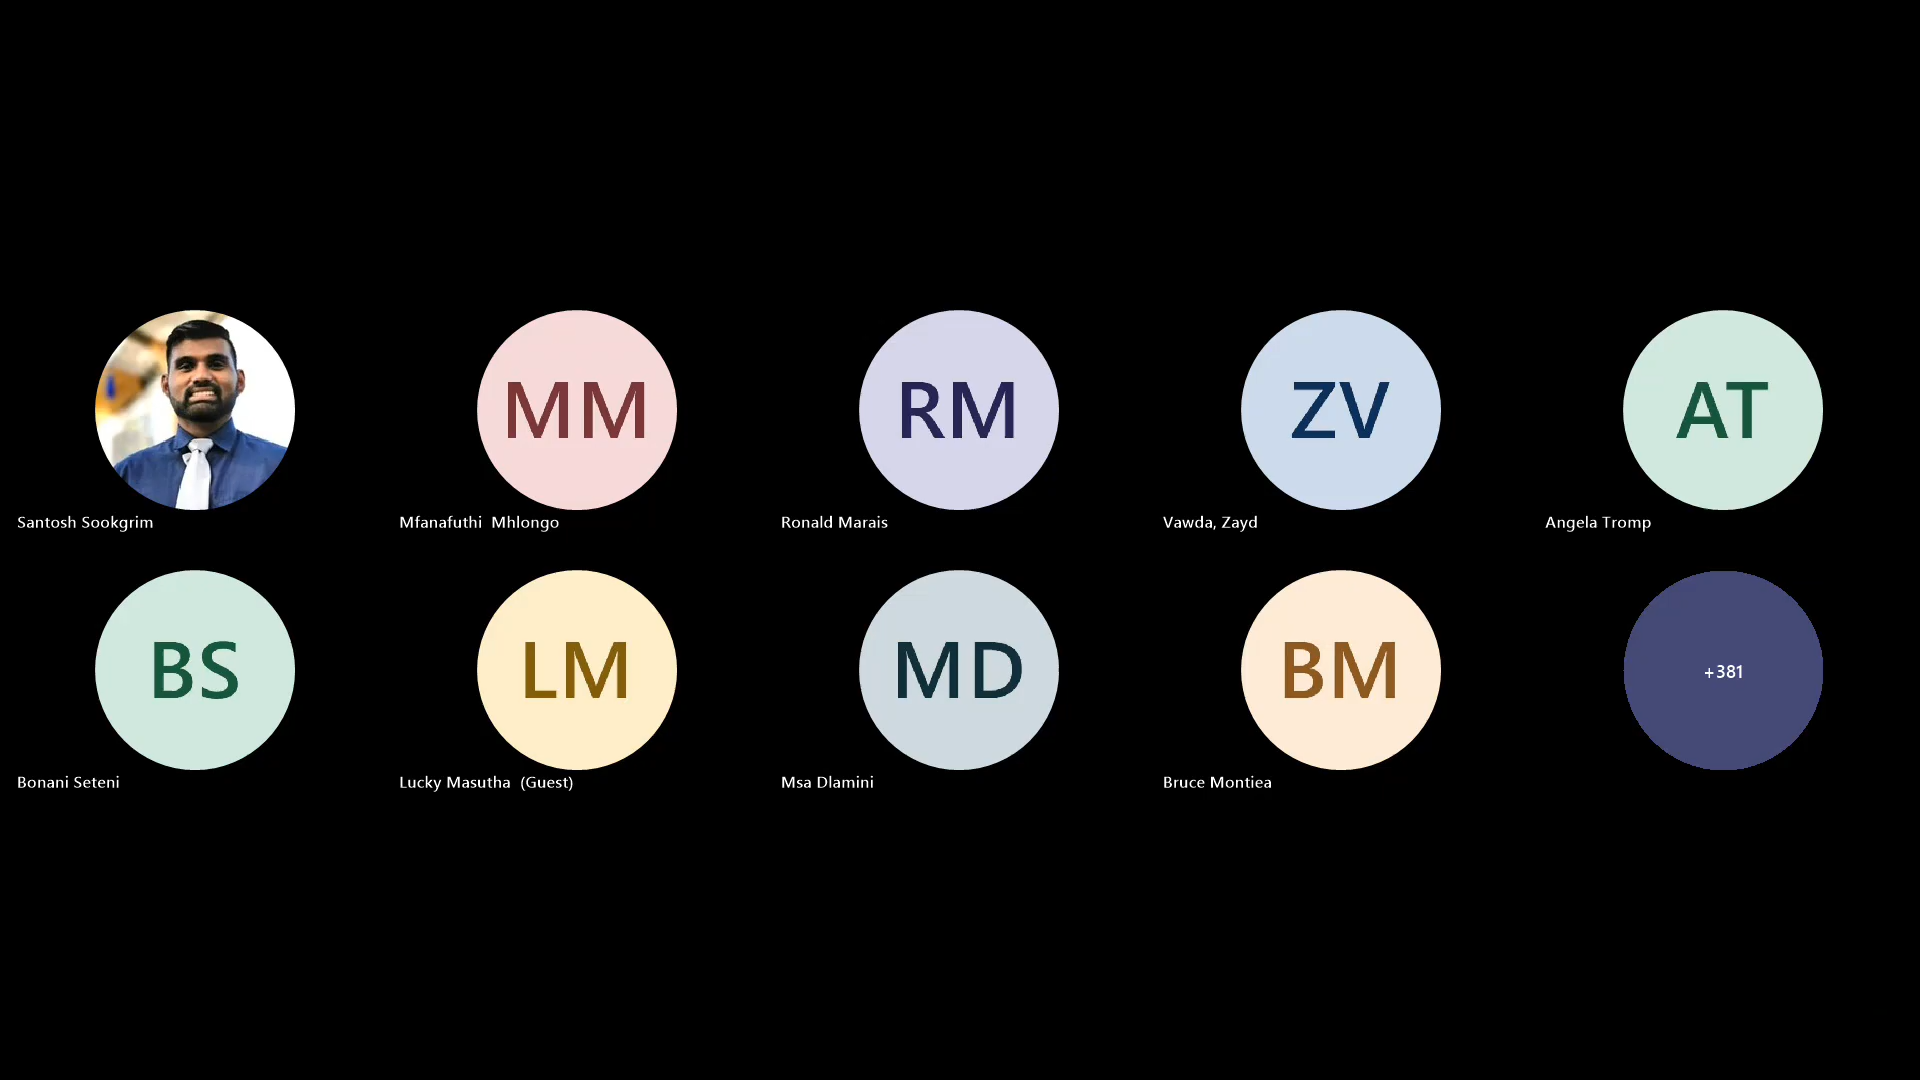 MM
RM
ZV
AT
Santosh Sookgrim
Mfanafuthi  Mhlongo
Ronald Marais
Vawda, Zayd
Angela Tromp
BS
LM
MD
BM
+381
Bonani Seteni
Lucky Masutha  (Guest)
Msa Dlamini
Bruce Montiea